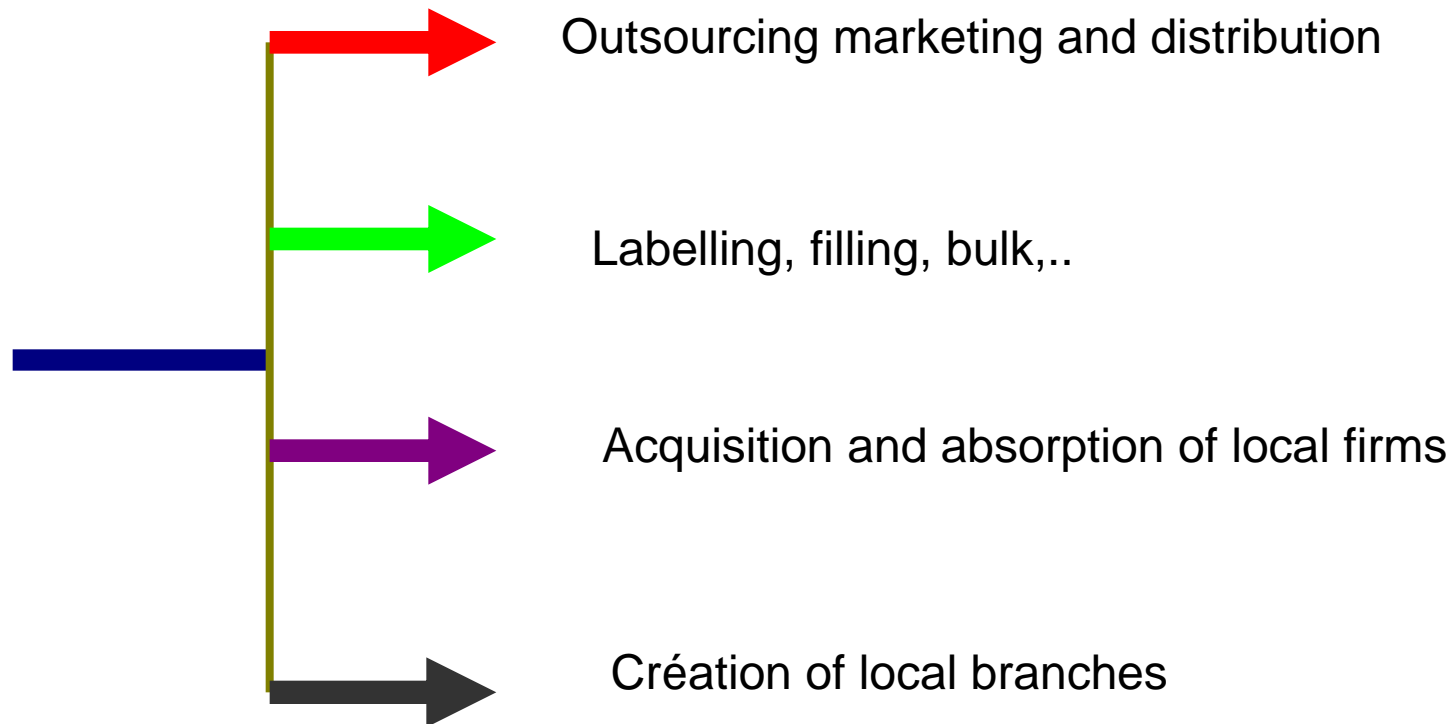 Outsourcing marketing and distribution
Labelling, filling, bulk,..
Acquisition and absorption of local firms
Création of local branches